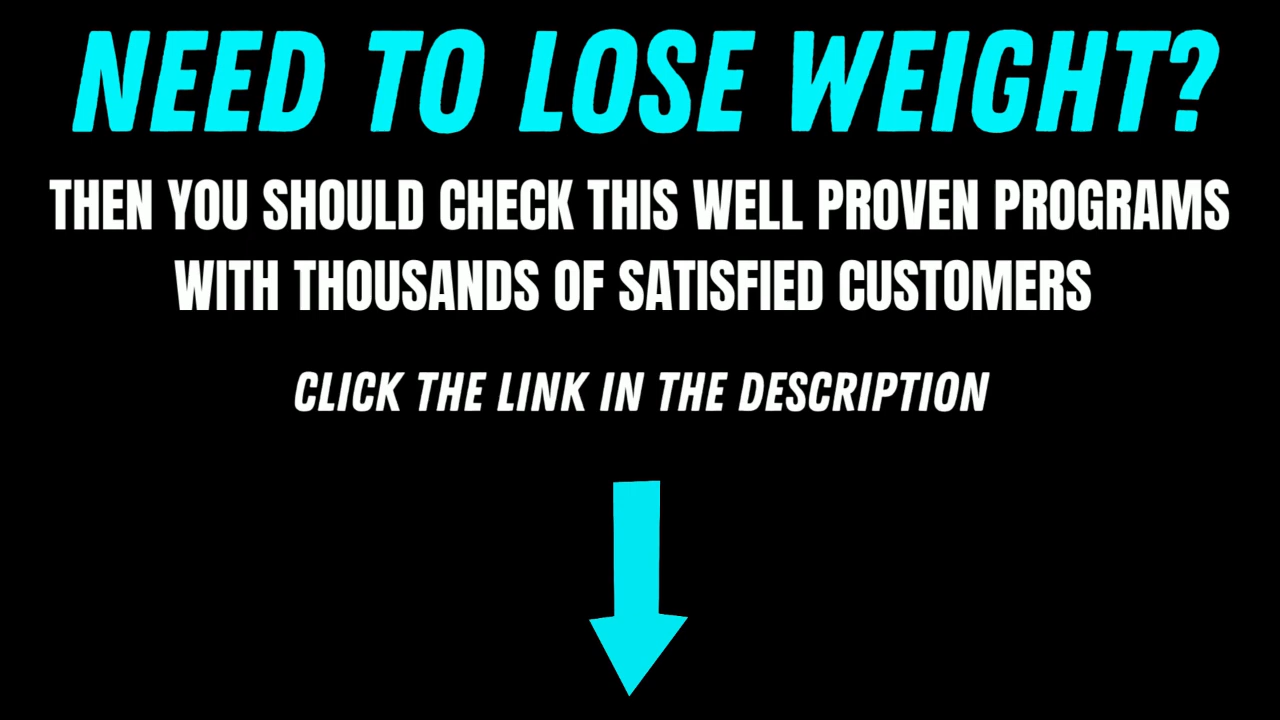 NEED TO LOSE WEIGHT?
THEN YOU SHOULD CHECK THIS WELL PROVEN PROGRAMS
WITH THOUSANDS OF SATISFIED CUSTOMERS
CLICK THE LINK IN THE DESCRIPTION